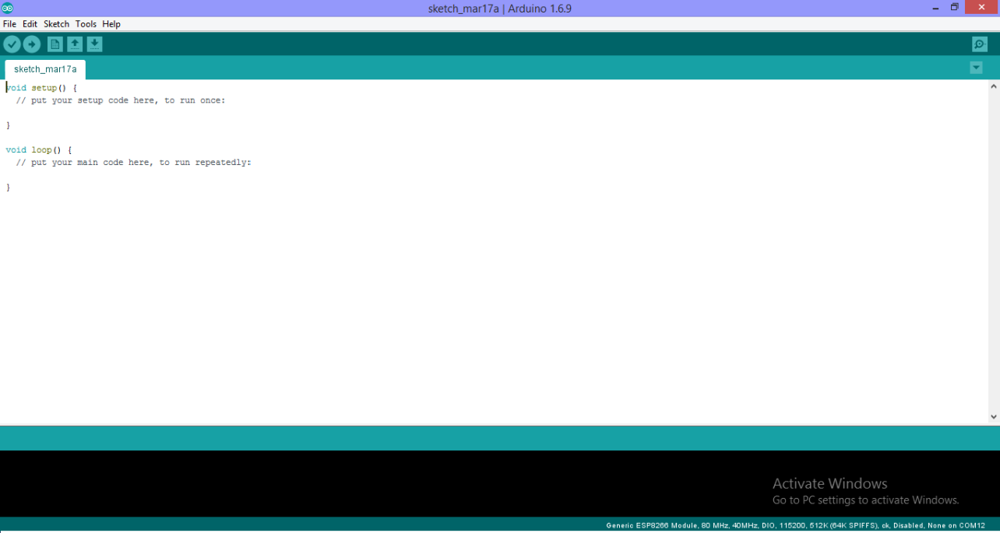 sketch_mar17a | Arduino 1.6.9
File Edit Sketch Tools Help
sketch_mar17a
void setup() {
  // put your setup code here, to run once:
}
void loop() {
  // put your main code here, to run repeatedly:
}
Activate Windows
Go to PC settings to activate Windows.
Generic ESP8266 Module, 80 MHz, 40MHz, DIO, 115200, 512K (64K SPIFFS), ck, Disabled, None on COM12